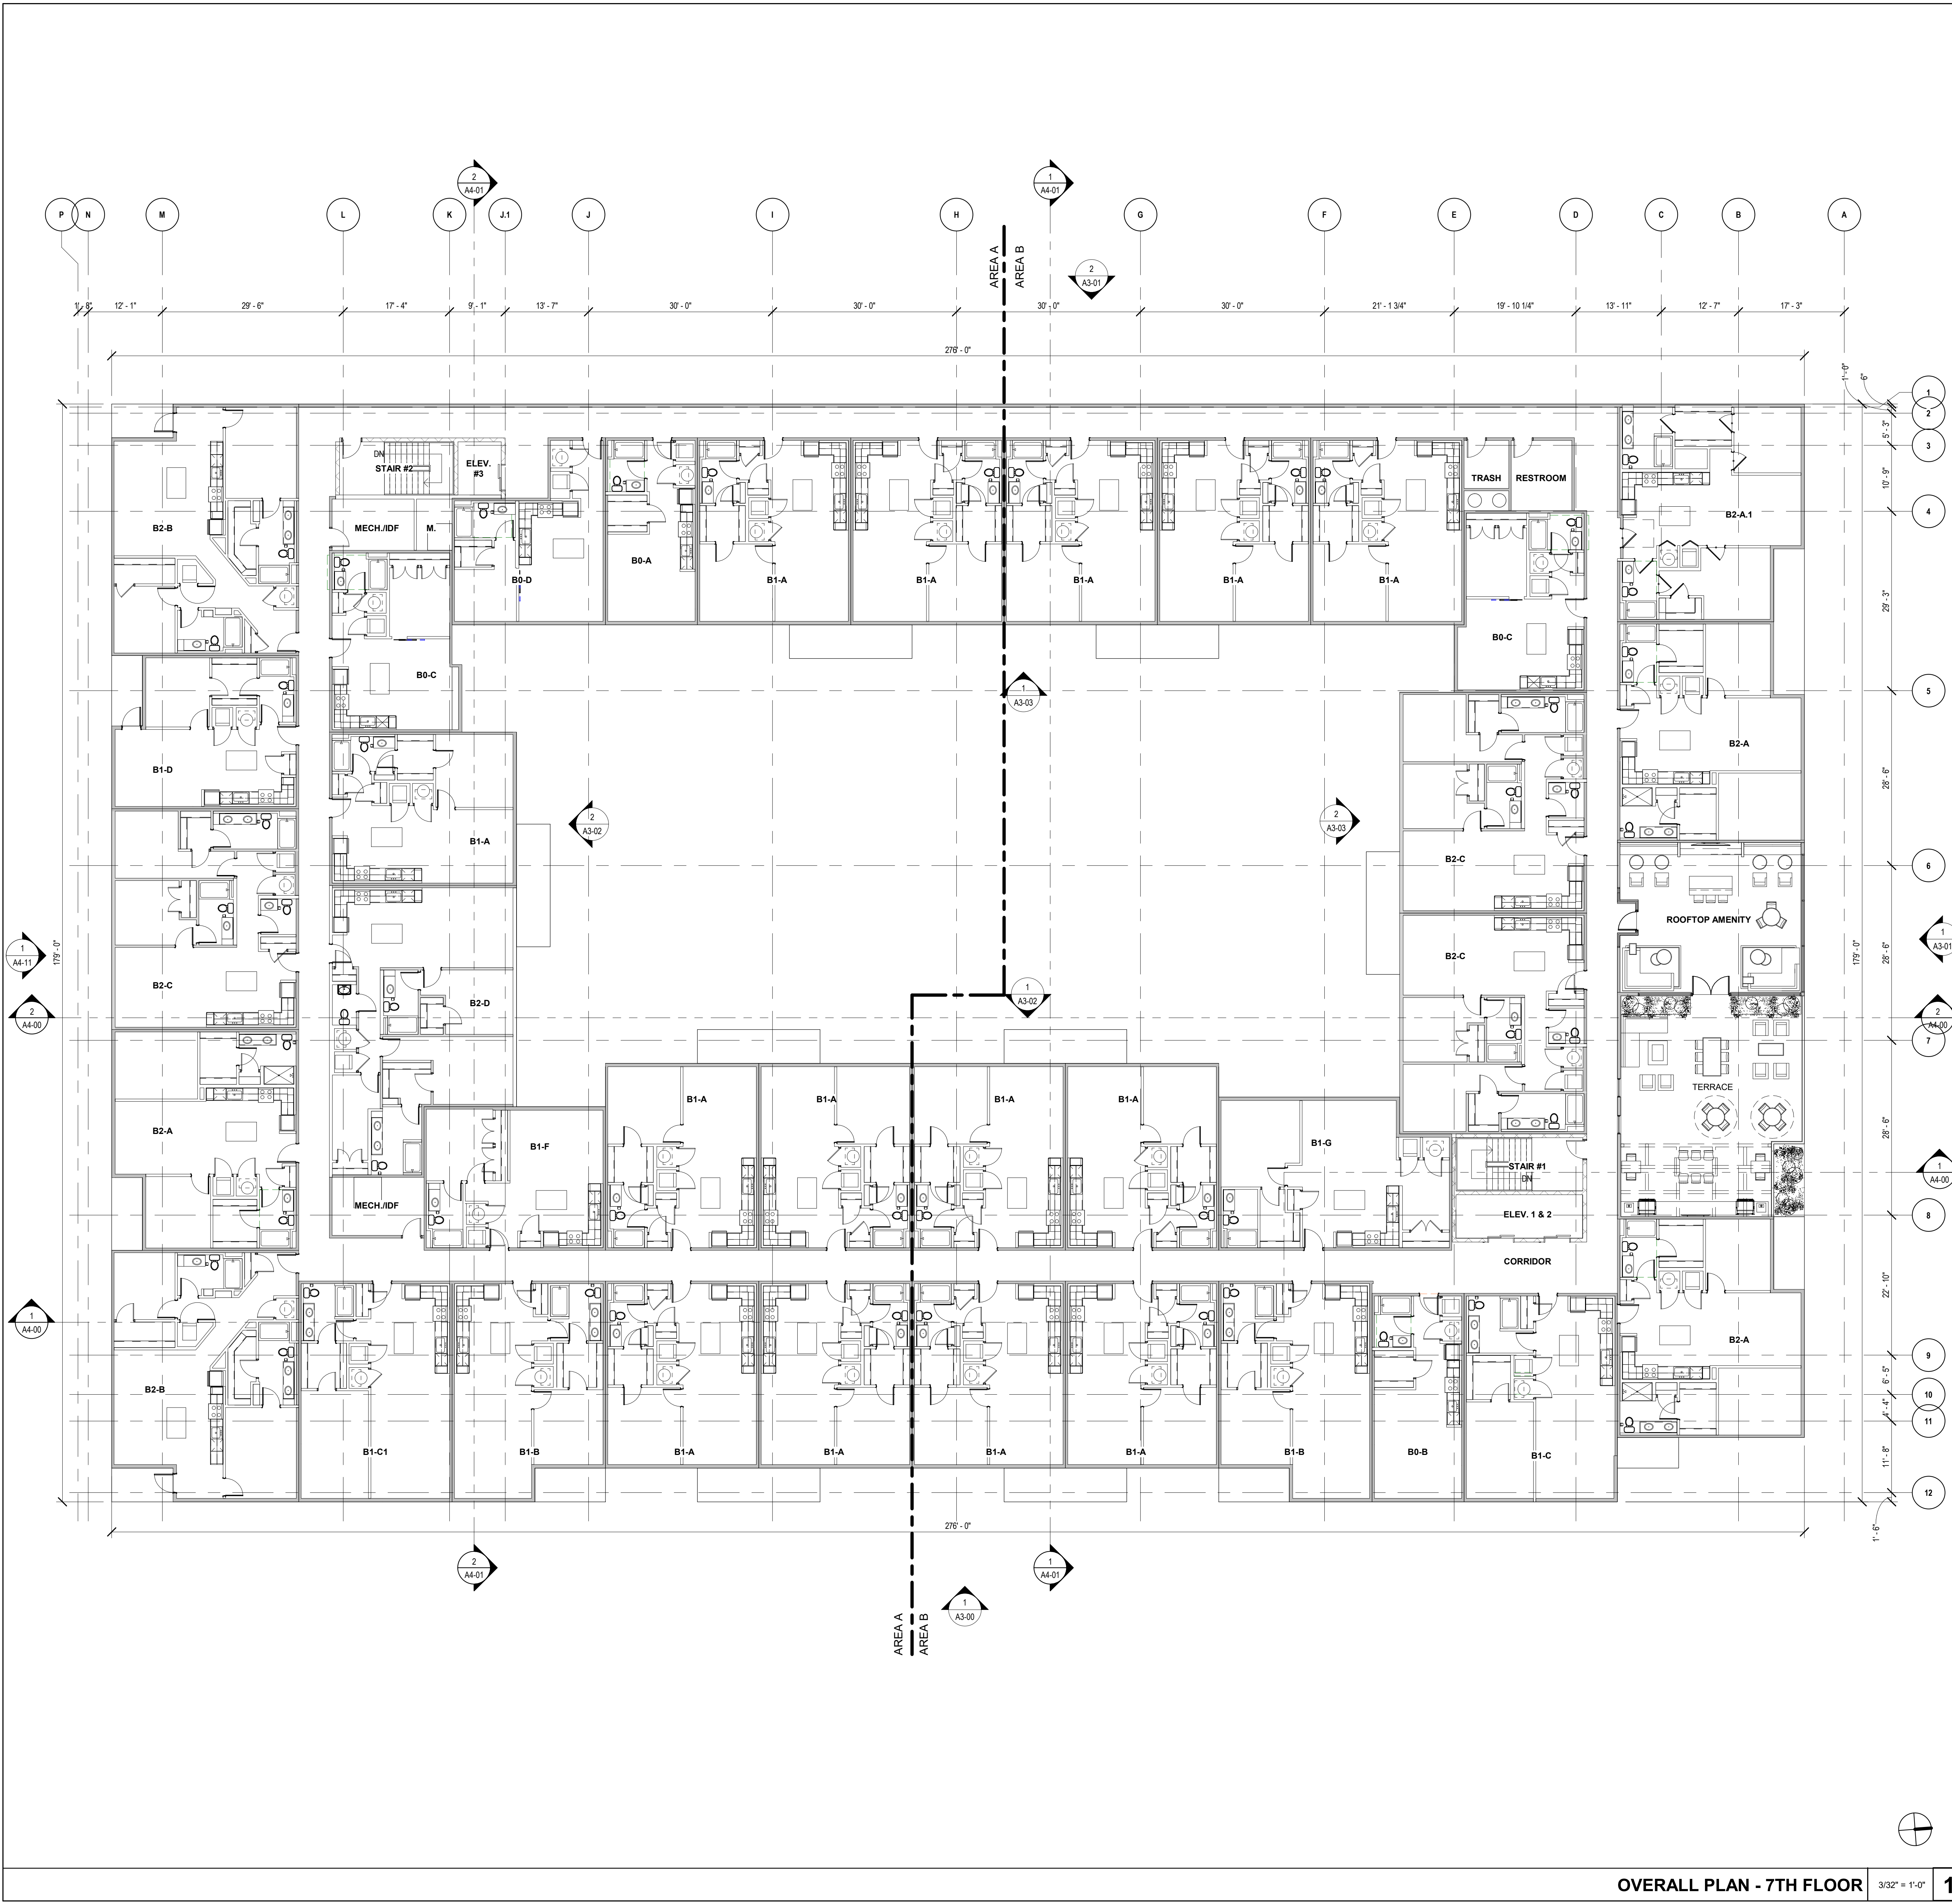 2
A4-01
1
A4-01
P
N
M
L
K
J.1
J
I
H
G
F
E
D
C
B
A
AREA A
AREA B
2
A3-01
1' - 8"
12' - 1"
29' - 6"
17' - 4"
9' - 1"
13' - 7"
30' - 0"
30' - 0"
30' - 0"
30' - 0"
21' - 1 3/4"
19' - 10 1/4"
13' - 11"
12' - 7"
17' - 3"
276' - 0"
1' - 0"
6"
1
2
5' - 3"
3
DN
STAIR #2
ELEV.
#3
TRASH
RESTROOM
10' - 9"
4
B2-B
MECH./IDF
M.
B2-A.1
B0-D
B0-A
B1-A
B1-A
B1-A
B1-A
B1-A
29' - 3"
B0-C
B0-C
1
A3-03
5
B1-D
B2-A
28' - 6"
2
A3-02
2
A3-03
B1-A
B2-C
6
ROOFTOP AMENITY
1
A4-11
179' - 0"
B2-C
B2-C
179' - 0"
28' - 6"
1
A3-01
B2-D
1
A3-02
2
A4-00
2
A4-00
7
TERRACE
B1-A
B1-A
B1-A
B1-A
B2-A
B1-F
B1-G
28' - 6"
STAIR #1
DN
1
A4-00
MECH./IDF
ELEV. 1 & 2
8
CORRIDOR
22' - 10"
1
A4-00
B2-A
9
B2-B
6' - 5"
10
4' - 4"
11
B1-C1
B1-B
B1-A
B1-A
B1-A
B1-A
B1-B
B0-B
B1-C
11' - 8"
12
1' - 6"
276' - 0"
2
A4-01
1
A4-01
1
A3-00
AREA A
AREA B
OVERALL PLAN - 7TH FLOOR
3/32" = 1'-0"
1